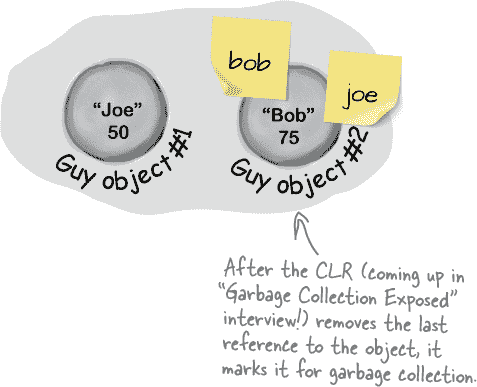 bob
joe
“Joe”
50
“Bob”
75
Guy object #1
Guy object #2
After the CLR (coming up in
“Garbage Collection Exposed”
interview!) removes the last
reference to the object, it
marks it for garbage collection.